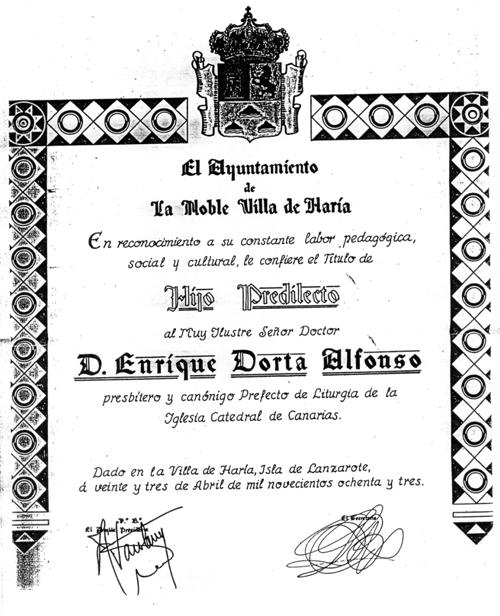 El Ayuntamiento
de
La Noble Villa de Haría
En reconocimiento a su constante labor pedagógica,
social y cultural, le confiere el Título de
Hijo Predilecto
al Muy Ilustre Señor Doctor
D. Enrique Dorta Alfonso
presbítero y canónigo Prefecto de Liturgia de la
Iglesia Catedral de Canarias.
Dado en la Villa de Haría, Isla de Lanzarote,
á veinte y tres de Abril de mil novecientos ochenta y tres.
Vº Bº
El Alcalde Presidente
El Secretario